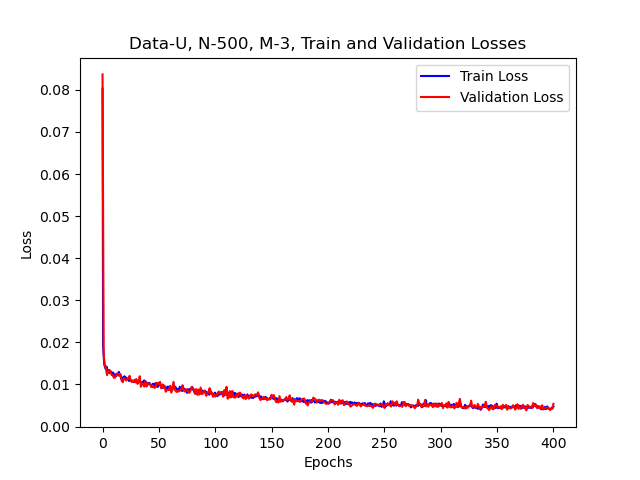 Data-U, N-500, M-3, Train and Validation Losses
Train Loss
Validation Loss
0.08
0.07
0.06
0.05
0.04
0.03
0.02
0.01
0.00
Loss
0 50 100 150 200 250 300 350 400
Epochs